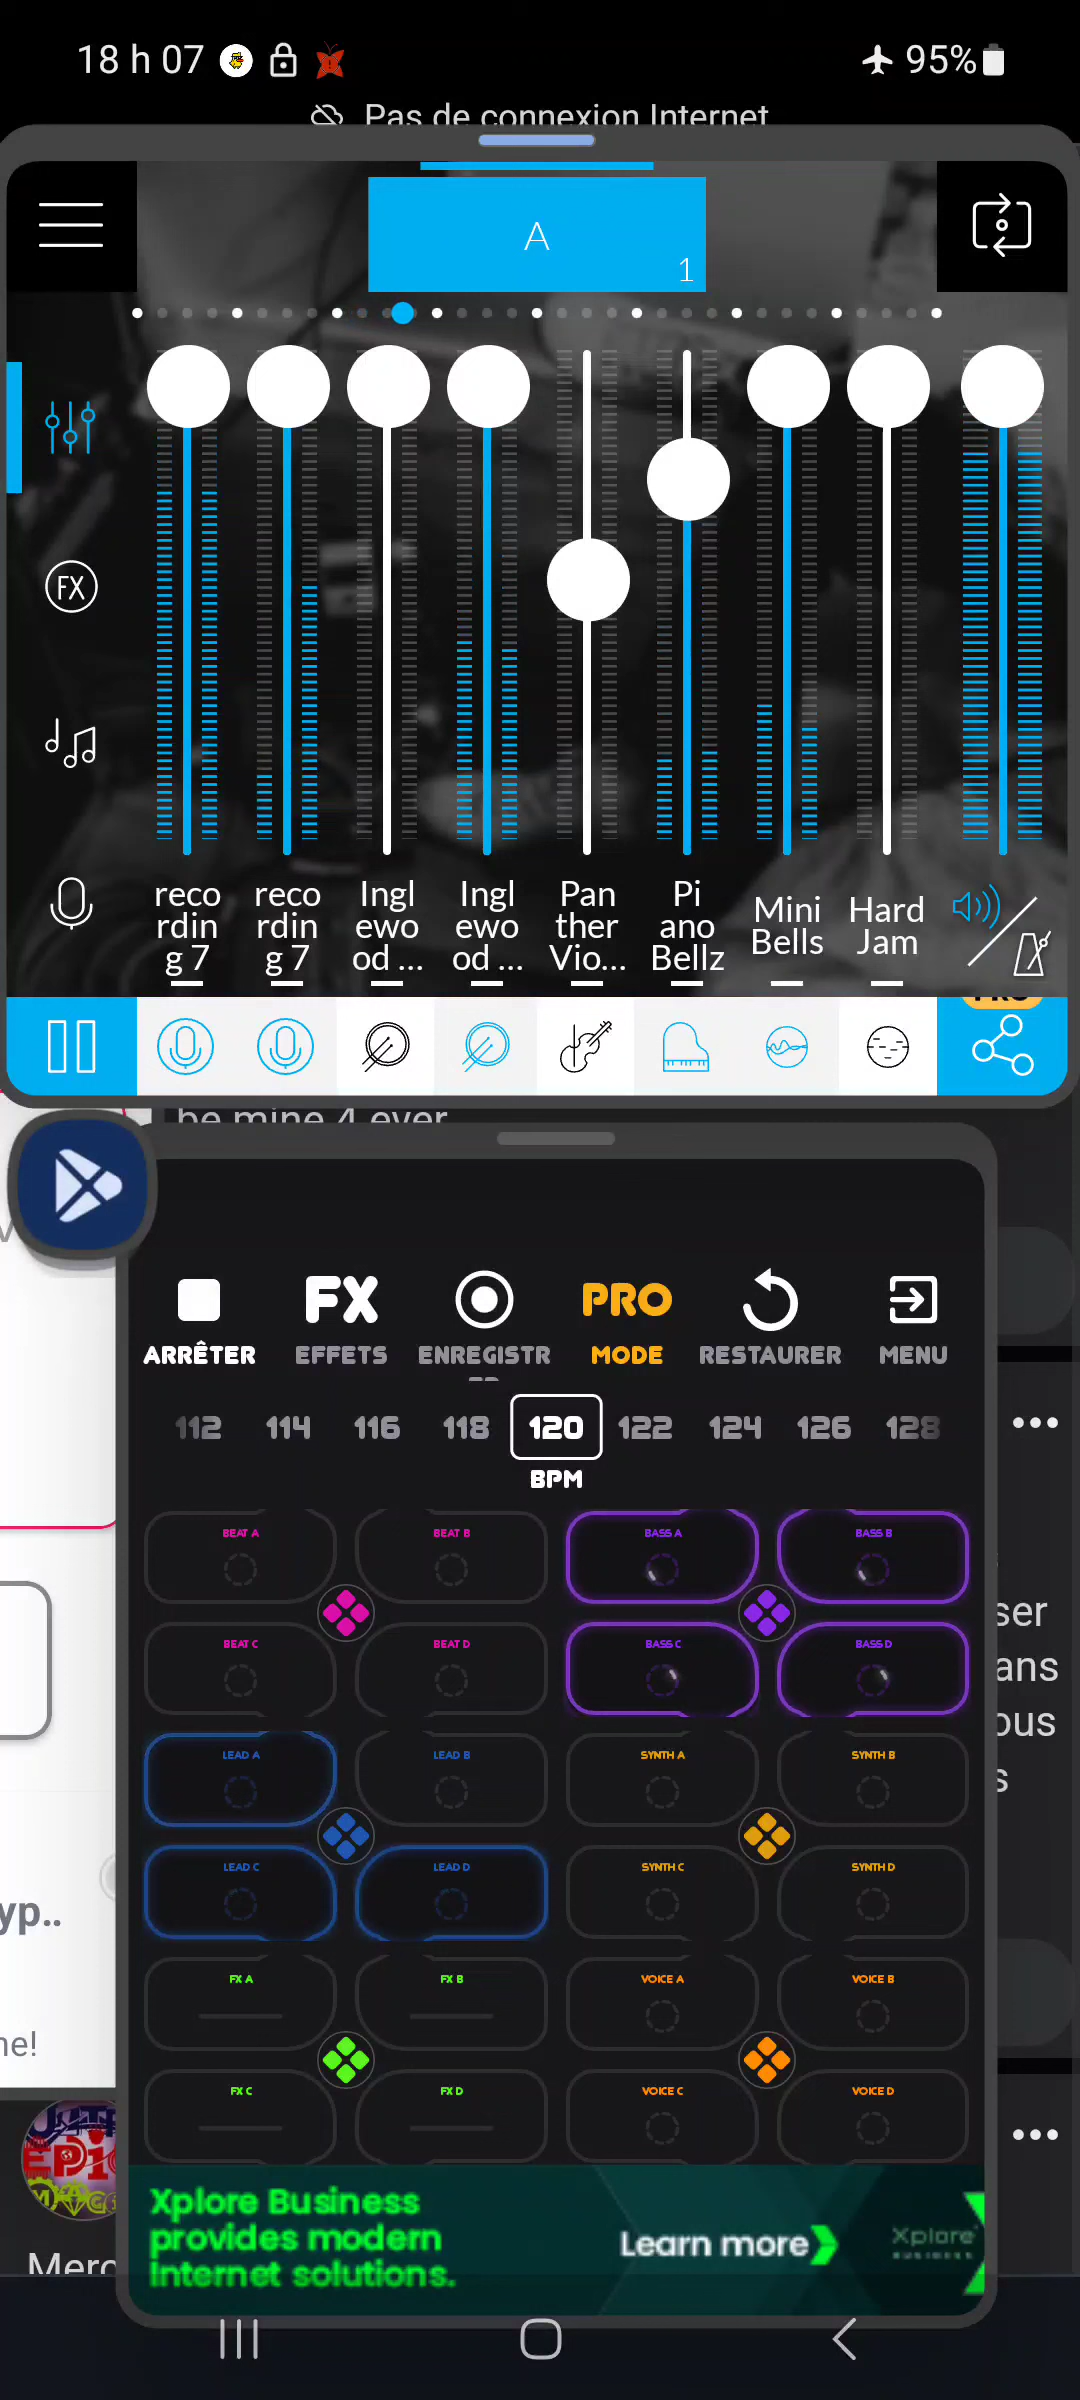 18 h 07
95%
Pas de connexion Internet
A
1
reco
rdin
g 7
reco
rdin
g 7
Ingl
ewo
od ...
Ingl
ewo
od ...
Pan
ther
Vio...
Pi
ano
Bellz
Mini
Bells
Hard
Jam
FX
PRO
be mine 4 ever
FX
PRO
ARRÊTER
EFFETS
ENREGISTR
MODE
RESTAURER
MENU
112
114
116
118
120
122
124
126
128
BPM
BEAT A
BEAT B
BASS A
BASS B
BEAT C
BEAT D
BASS C
BASS D
LEAD A
LEAD B
SYNTH A
SYNTH B
LEAD C
LEAD D
SYNTH C
SYNTH D
FX A
FX B
VOICE A
VOICE B
FX C
FX D
VOICE C
VOICE D
ser
ans
ous
s
yp..
ne!
EPiC
Merc
Xplore Business
provides modern
Internet solutions.
Learn more
Xplore
BUSINESS